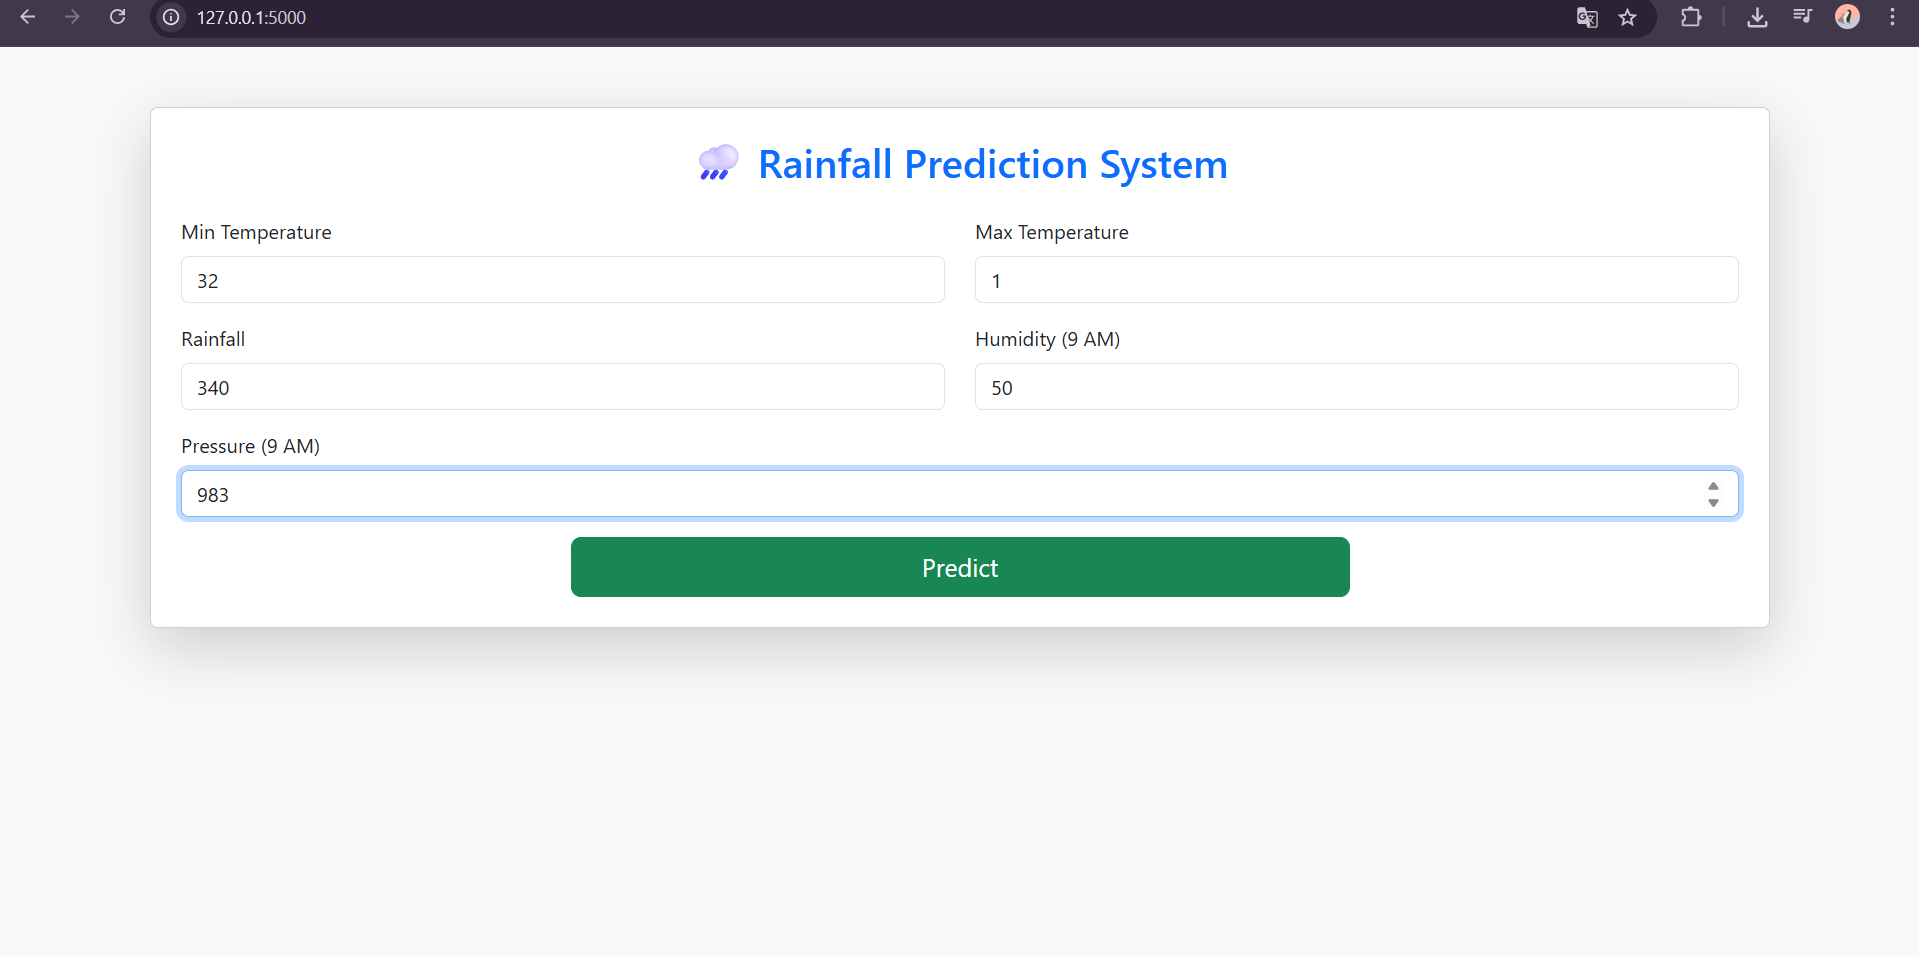 127.0.0.1:5000
Rainfall Prediction System
Min Temperature
Max Temperature
32
1
Rainfall
Humidity (9 AM)
340
50
Pressure (9 AM)
983
Predict